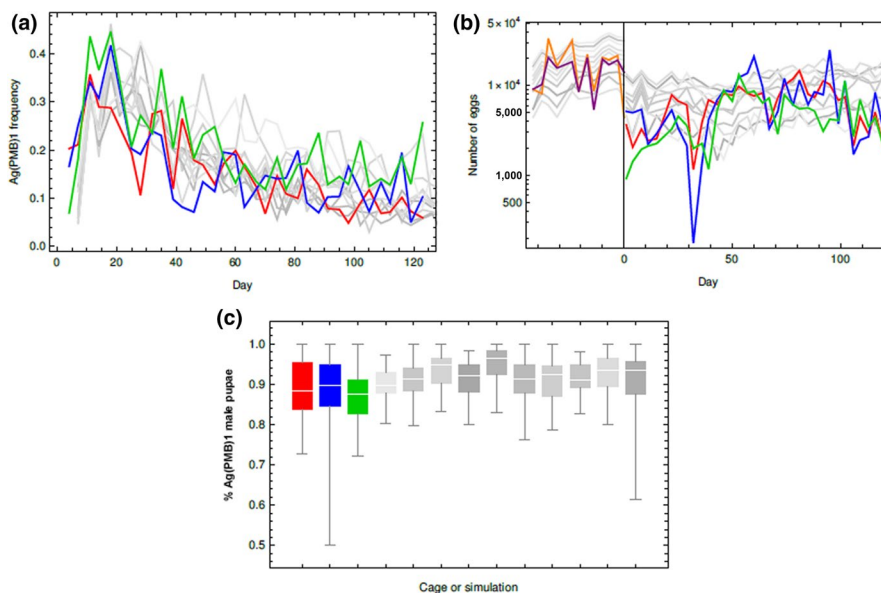 (a)
Ag(PMB)1 frequency
0.4
0.3
0.2
0.1
0.0
0 20 40 60 80 100 120
Day
(b)
Number of eggs
5×10⁴
1×10⁴
5,000
1,000
500
0 50 100
Day
(c)
% Ag(PMB)1 male pupae
1.0
0.9
0.8
0.7
0.6
0.5
Cage or simulation